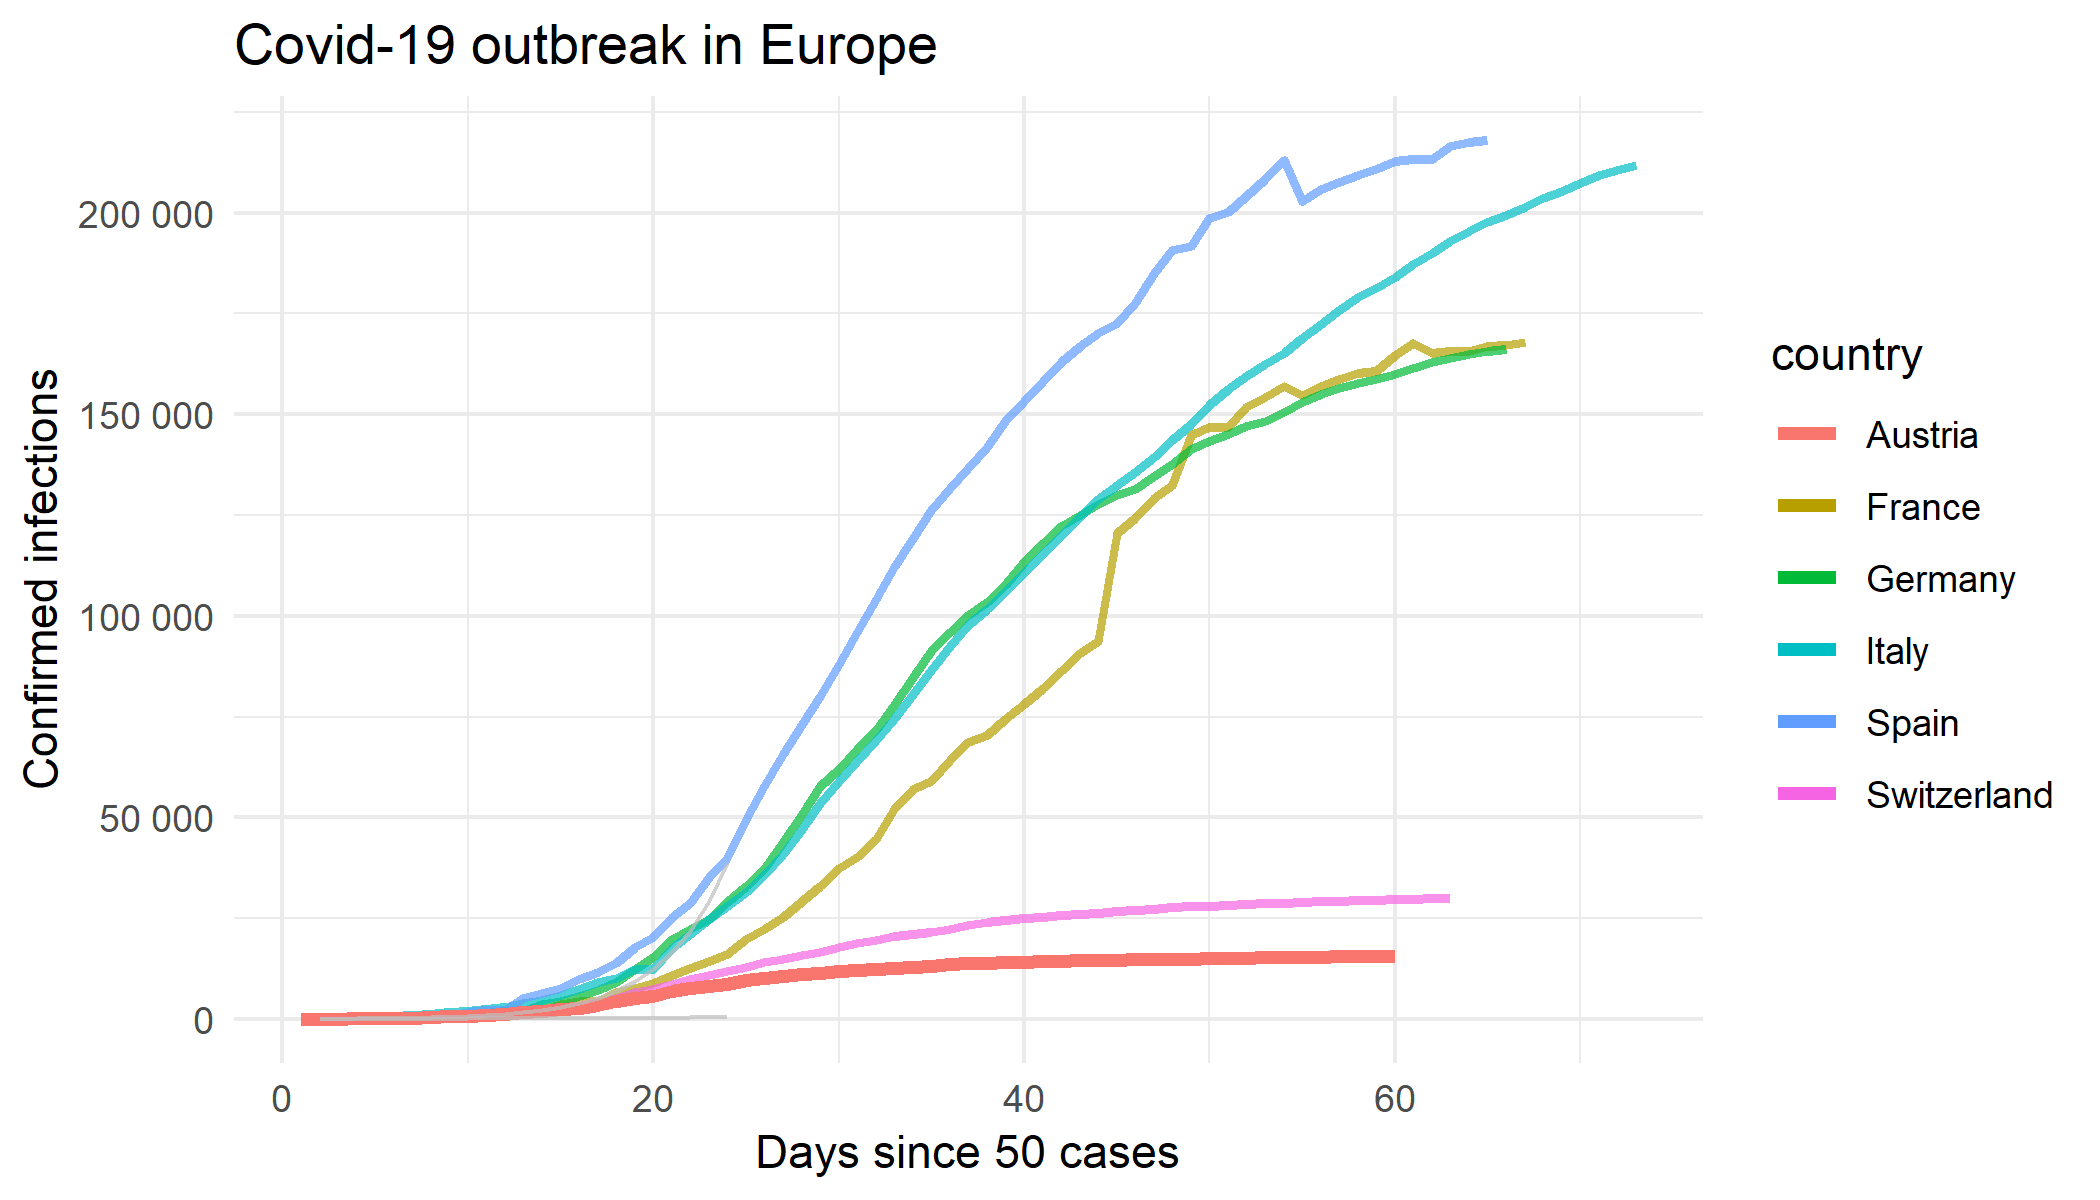 Covid-19 outbreak in Europe
Confirmed infections
200 000
150 000
100 000
50 000
0
0 20 40 60
Days since 50 cases
country
Austria
France
Germany
Italy
Spain
Switzerland